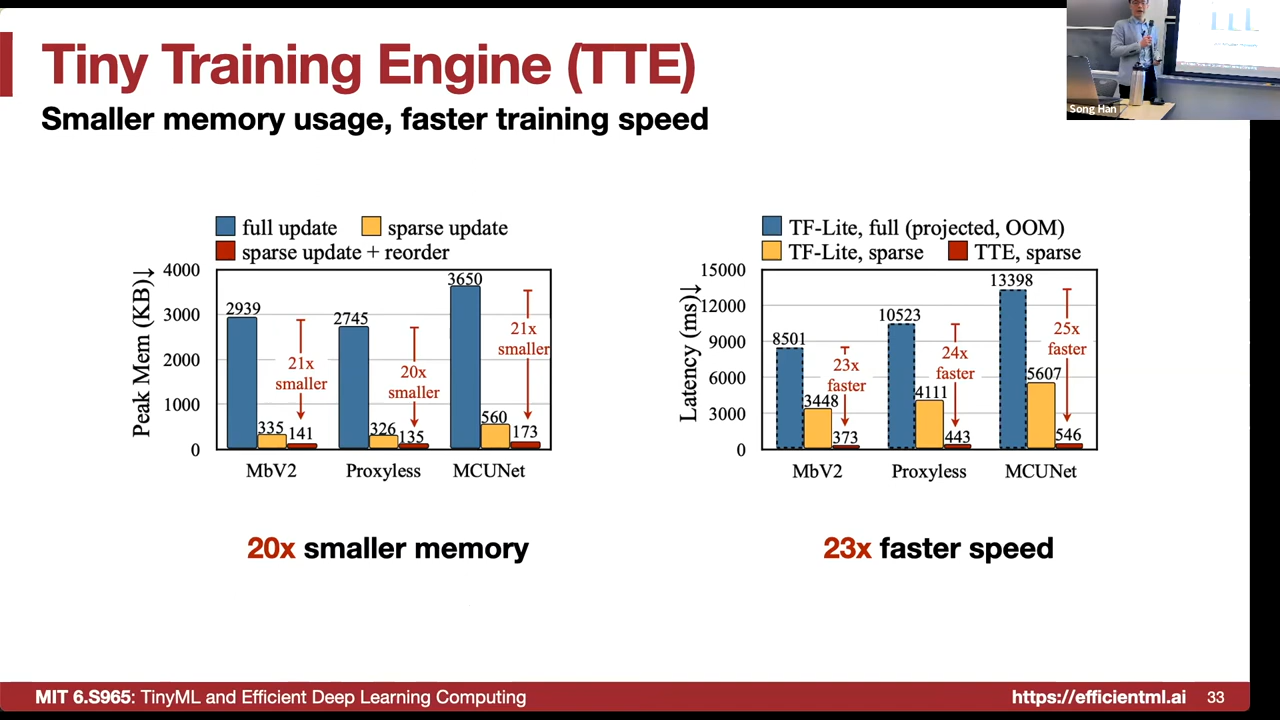 Tiny Training Engine (TTE)
Smaller memory usage, faster training speed
Song Han
full update sparse update
sparse update + reorder
Peak Mem (KB)↓
4000
3000
2000
1000
0
2939
335
141
21x
smaller
2745
326
135
20x
smaller
3650
560
173
21x
smaller
MbV2 Proxyless MCUNet
20x smaller memory
TF-Lite, full (projected, OOM)
TF-Lite, sparse TTE, sparse
Latency (ms)↓
15000
12000
9000
6000
3000
0
8501
3448
373
23x
faster
10523
4111
443
24x
faster
13398
5607
546
25x
faster
MbV2 Proxyless MCUNet
23x faster speed
MIT 6.S965: TinyML and Efficient Deep Learning Computing
https://efficientml.ai 33